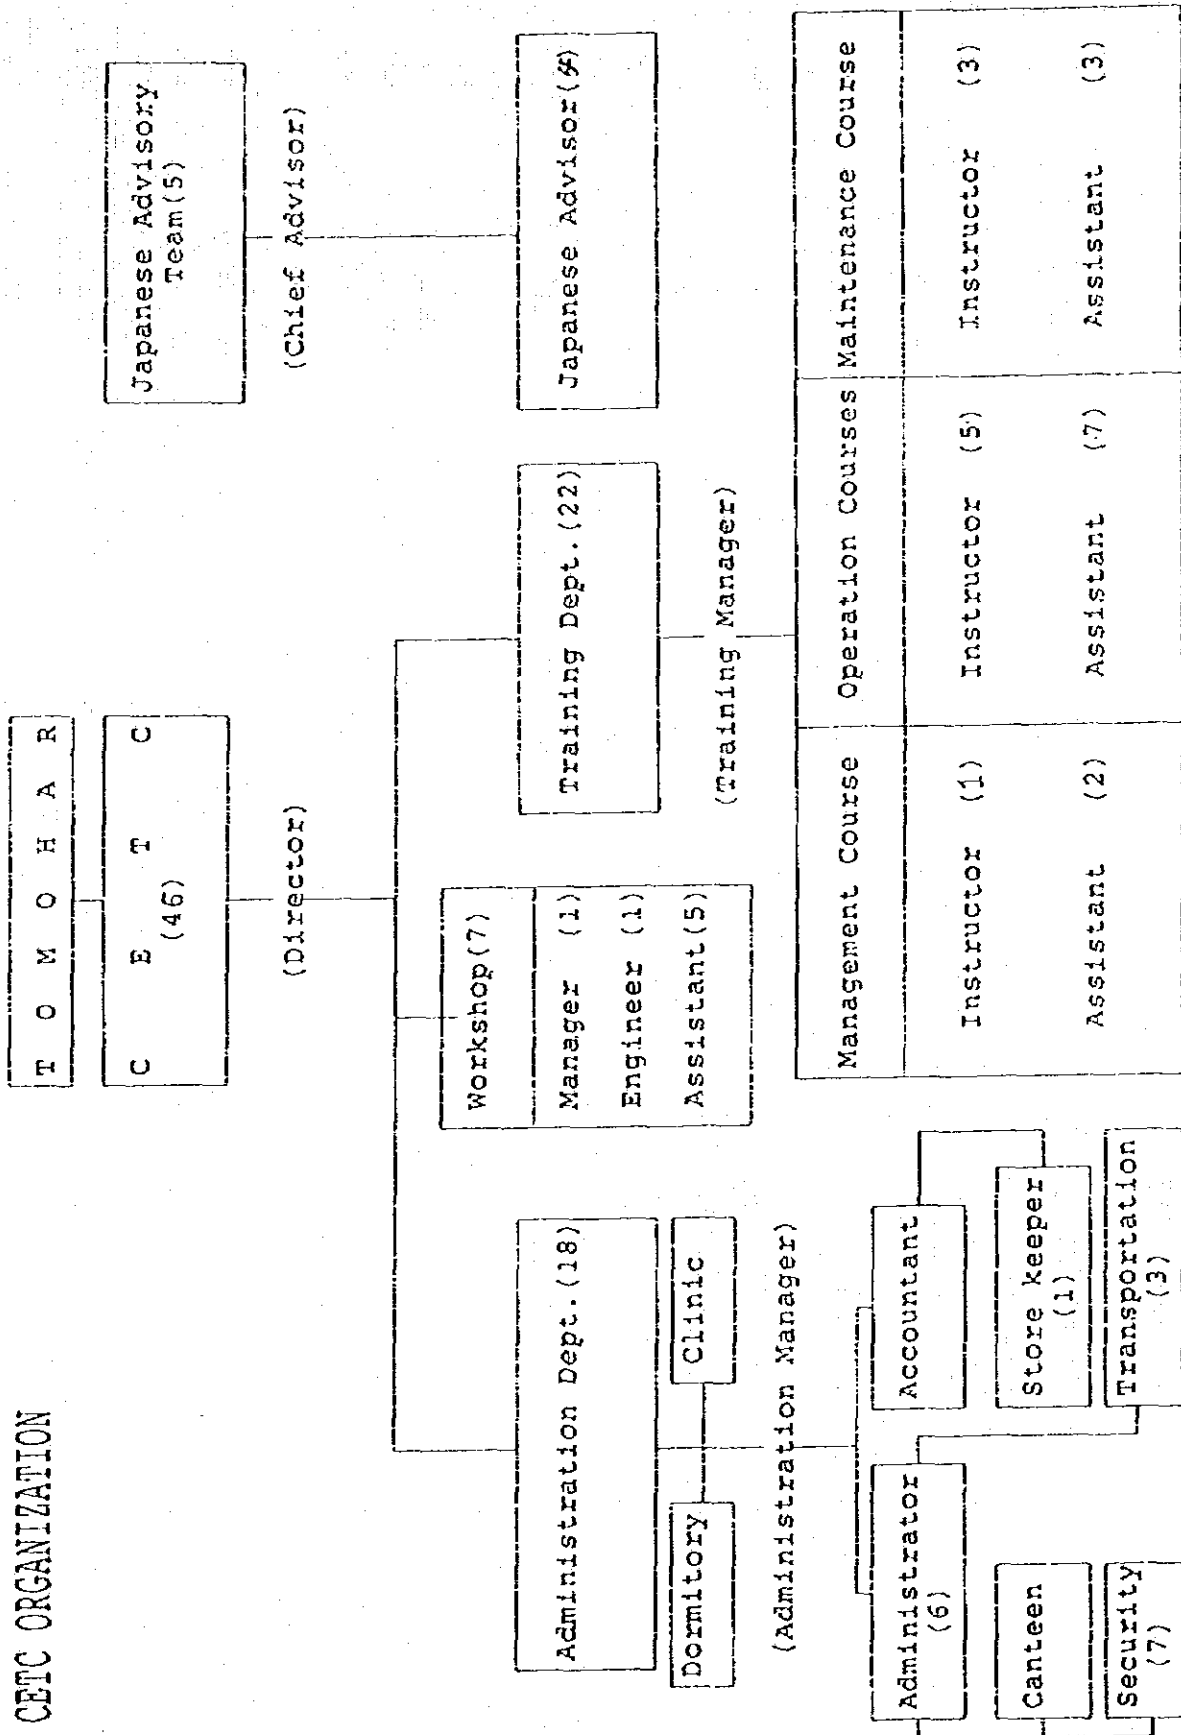 CETC ORGANIZATION
T O M O H A R
C E T C
(46)
(Director)
Japanese Advisory
Team(5)
(Chief Advisor)
Administration Dept.(18)
Dormitory
Clinic
(Administration Manager)
Workshop(7)
Manager (1)
Engineer (1)
Assistant(5)
Training Dept.(22)
(Training Manager)
Japanese Advisor(4)
Administrator
(6)
Accountant
Canteen
Store keeper
(1)
Security
(7)
Transportation
(3)
Management Course
Operation Courses
Maintenance Course
Instructor (1)
Instructor (5)
Instructor (3)
Assistant (2)
Assistant (7)
Assistant (3)